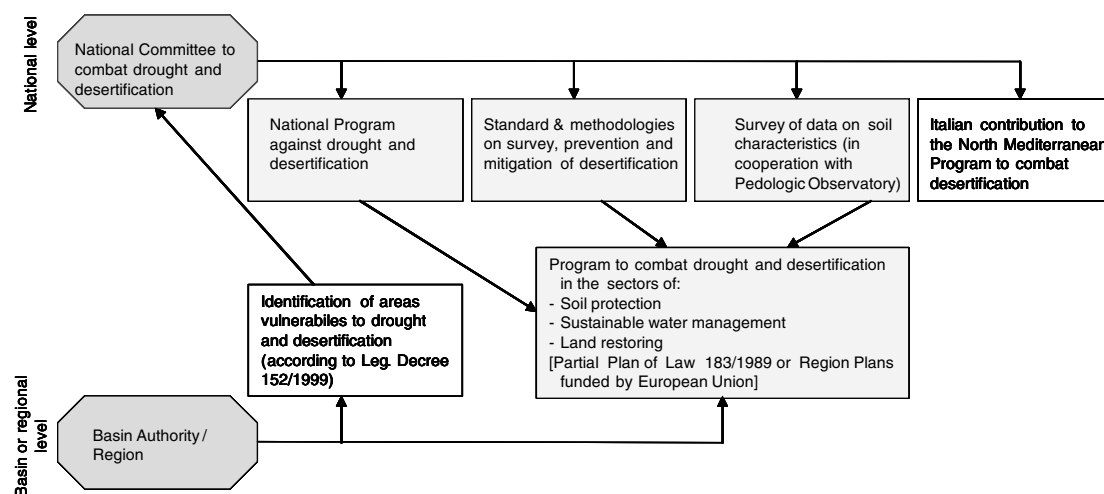 National level
National Committee to
combat drought and
desertification
National Program
against drought and
desertification
Standard & methodologies
on survey, prevention and
mitigation of desertification
Survey of data on soil
characteristics (in
cooperation with
Pedologic Observatory)
Italian contribution to
the North Mediterranean
Program to combat
desertification
Program to combat drought and desertification
in the sectors of:
- Soil protection
- Sustainable water management
- Land restoring
[Partial Plan of Law 183/1989 or Region Plans
funded by European Union]
Identification of areas
vulnerabiles to drought
and desertification
(according to Leg. Decree
152/1999)
Basin or regional
level
Basin Authority/
Region